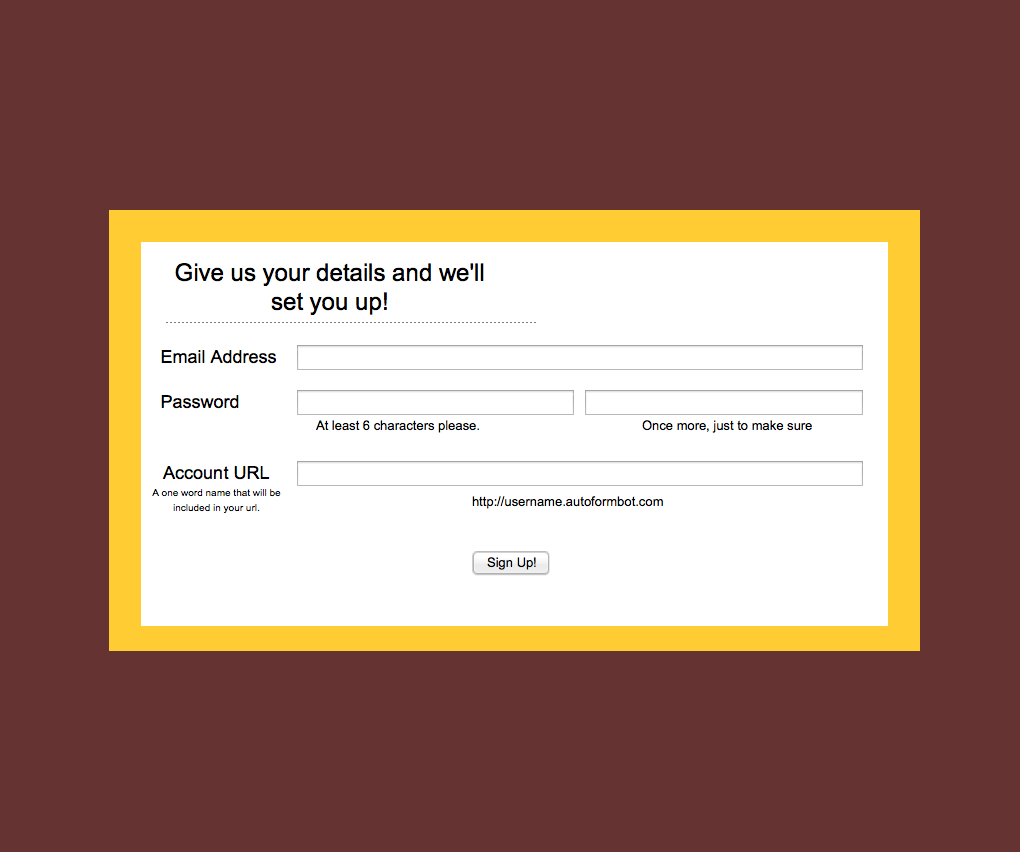 Give us your details and we'll
set you up!
Email Address
Password
At least 6 characters please.
Once more, just to make sure
Account URL
A one word name that will be
included in your url.
http://username.autoformbot.com
Sign Up!